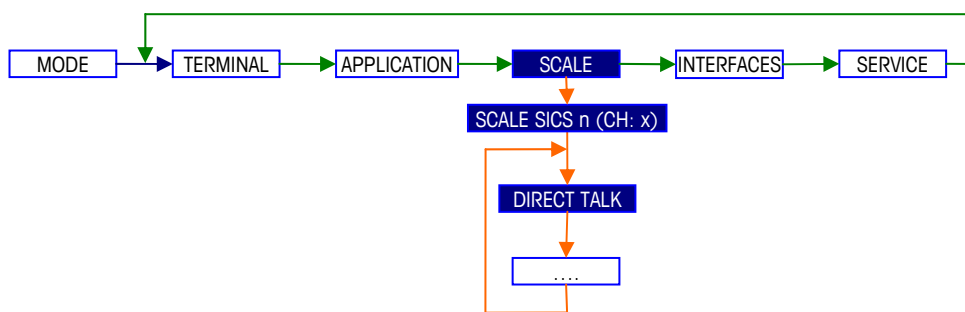 MODE
TERMINAL
APPLICATION
SCALE
INTERFACES
SERVICE
SCALE SICS n (CH: x)
DIRECT TALK
....